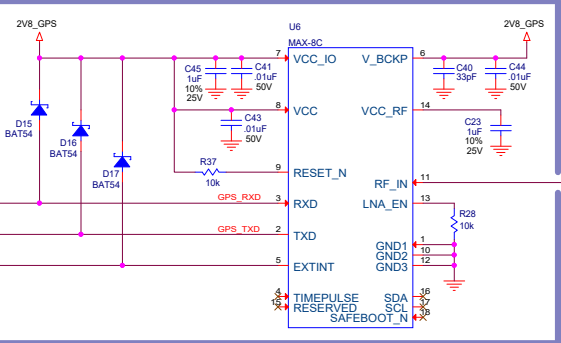 2V8_GPS
U6
MAX-8C
2V8_GPS
7
VCC_IO
V_BCKP
6
C45
1uF
10%
25V
C41
.01uF
50V
C40
33pF
C44
.01uF
50V
8
VCC
VCC_RF
14
C43
.01uF
50V
C23
1uF
10%
25V
D15
BAT54
D16
BAT54
D17
BAT54
R37
10k
9
RESET_N
RF_IN
11
GPS_RXD
3
RXD
LNA_EN
13
R28
10k
GPS_TXD
2
TXD
GND1
1
GND2
10
GND3
12
5
EXTINT
4
TIMEPULSE
SDA
16
15
RESERVED
SCL
17
SAFEBOOT_N
18